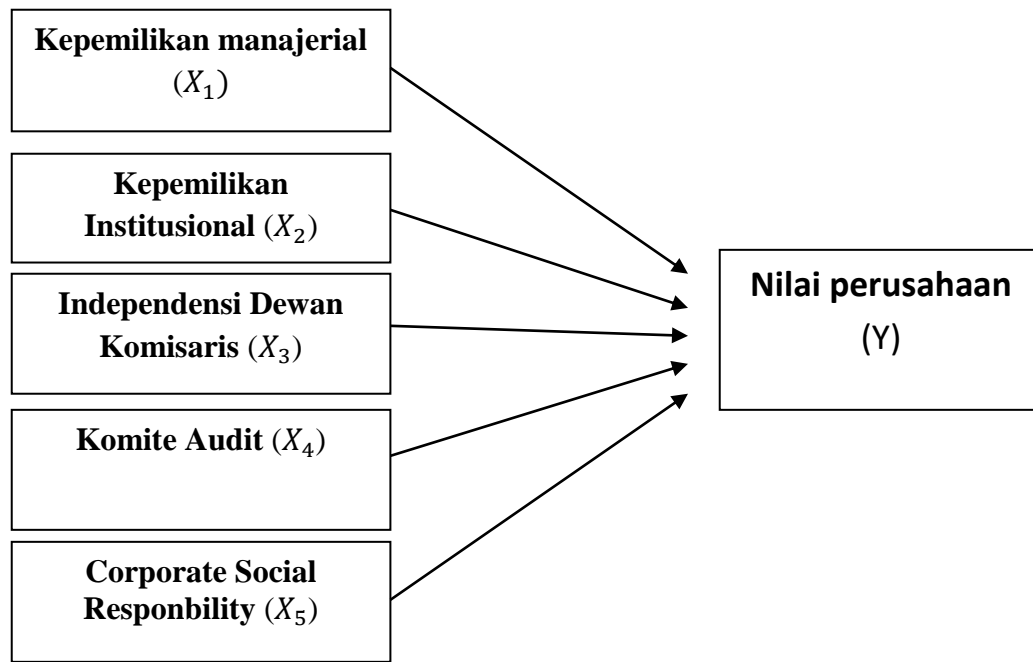 Kepemilikan manajerial
(𝑋₁)
Kepemilikan
Institusional (𝑋₂)
Independensi Dewan
Komisaris (𝑋₃)
Komite Audit (𝑋₄)
Corporate Social
Responbility (𝑋₅)
Nilai perusahaan
(Y)